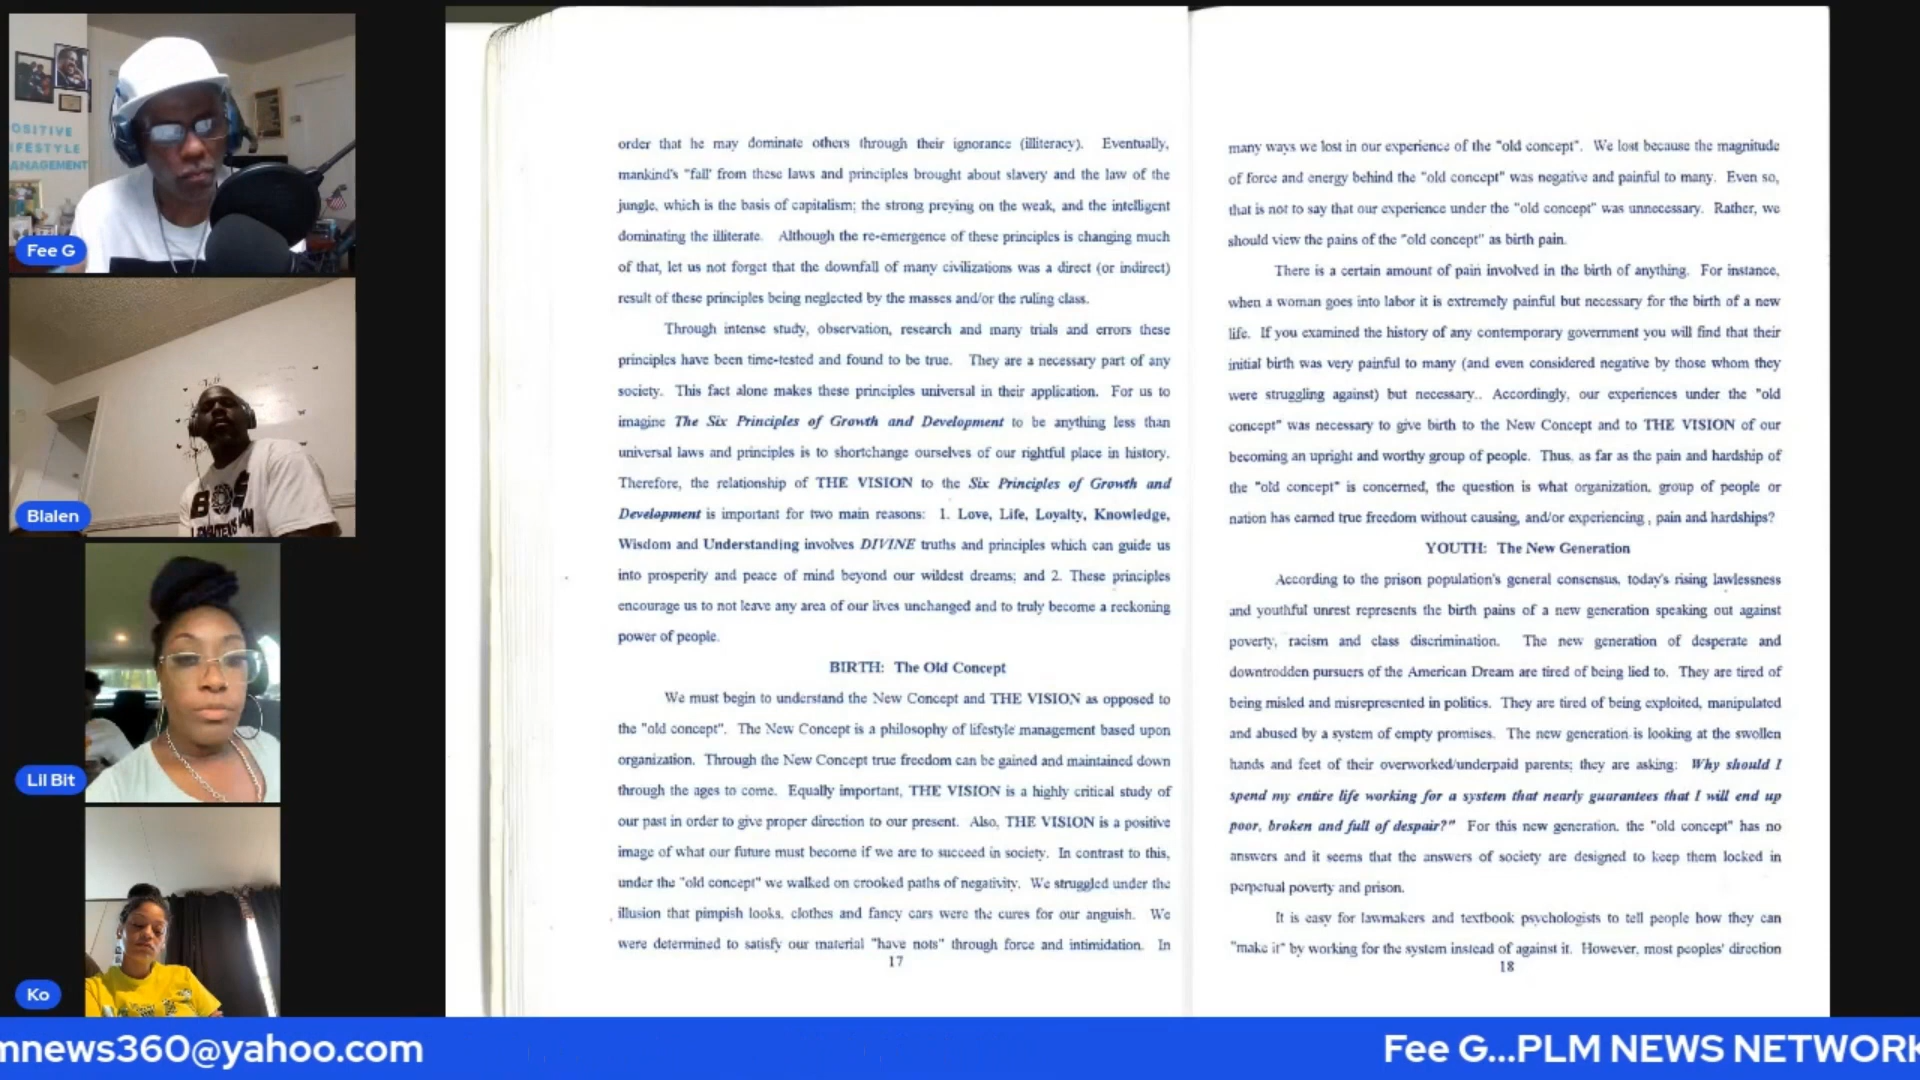 OSITIVE
IFESTYLE
ANAGEMENT
Fee G
Blalen
Lil Bit
Ko
order that he may dominate others through their ignorance (illiteracy). Eventually,
mankind's "fall' from these laws and principles brought about slavery and the law of the
jungle, which is the basis of capitalism; the strong preying on the weak, and the intelligent
dominating the illiterate. Although the re-emergence of these principles is changing much
of that, let us not forget that the downfall of many civilizations was a direct (or indirect)
result of these principles being neglected by the masses and/or the ruling class.
Through intense study, observation, research and many trials and errors these
principles have been time-tested and found to be true. They are a necessary part of any
society. This fact alone makes these principles universal in their application. For us to
imagine The Six Principles of Growth and Development to be anything less than
universal laws and principles is to shortchange ourselves of our rightful place in history.
Therefore, the relationship of THE VISION to the Six Principles of Growth and
Development is important for two main reasons: 1. Love, Life, Loyalty, Knowledge,
Wisdom and Understanding involves DIVINE truths and principles which can guide us
into prosperity and peace of mind beyond our wildest dreams; and 2. These principles
encourage us to not leave any area of our lives unchanged and to truly become a reckoning
power of people.
BIRTH: The Old Concept
We must begin to understand the New Concept and THE VISION as opposed to
the "old concept". The New Concept is a philosophy of lifestyle management based upon
organization. Through the New Concept true freedom can be gained and maintained down
through the ages to come. Equally important, THE VISION is a highly critical study of
our past in order to give proper direction to our present. Also, THE VISION is a positive
image of what our future must become if we are to succeed in society. In contrast to this,
under the "old concept" we walked on crooked paths of negativity. We struggled under the
illusion that pimpish looks, clothes and fancy cars were the cures for our anguish. We
were determined to satisfy our material "have nots" through force and intimidation. In
17
many ways we lost in our experience of the "old concept". We lost because the magnitude
of force and energy behind the "old concept" was negative and painful to many. Even so,
that is not to say that our experience under the "old concept" was unnecessary. Rather, we
should view the pains of the "old concept" as birth pain.
There is a certain amount of pain involved in the birth of anything. For instance,
when a woman goes into labor it is extremely painful but necessary for the birth of a new
life. If you examined the history of any contemporary government you will find that their
initial birth was very painful to many (and even considered negative by those whom they
were struggling against) but necessary.. Accordingly, our experiences under the "old
concept" was necessary to give birth to the New Concept and to THE VISION of our
becoming an upright and worthy group of people. Thus, as far as the pain and hardship of
the "old concept" is concerned, the question is what organization, group of people or
nation has earned true freedom without causing, and/or experiencing , pain and hardships?
YOUTH: The New Generation
According to the prison population's general consensus, today's rising lawlessness
and youthful unrest represents the birth pains of a new generation speaking out against
poverty, racism and class discrimination. The new generation of desperate and
downtrodden pursuers of the American Dream are tired of being lied to. They are tired of
being misled and misrepresented in politics. They are tired of being exploited, manipulated
and abused by a system of empty promises. The new generation is looking at the swollen
hands and feet of their overworked/underpaid parents; they are asking: Why should I
spend my entire life working for a system that nearly guarantees that I will end up
poor, broken and full of despair?" For this new generation, the "old concept" has no
answers and it seems that the answers of society are designed to keep them locked in
perpetual poverty and prison.
It is easy for lawmakers and textbook psychologists to tell people how they can
"make it" by working for the system instead of against it. However, most peoples' direction
18
mnews360@yahoo.com
Fee G...PLM NEWS NETWORK